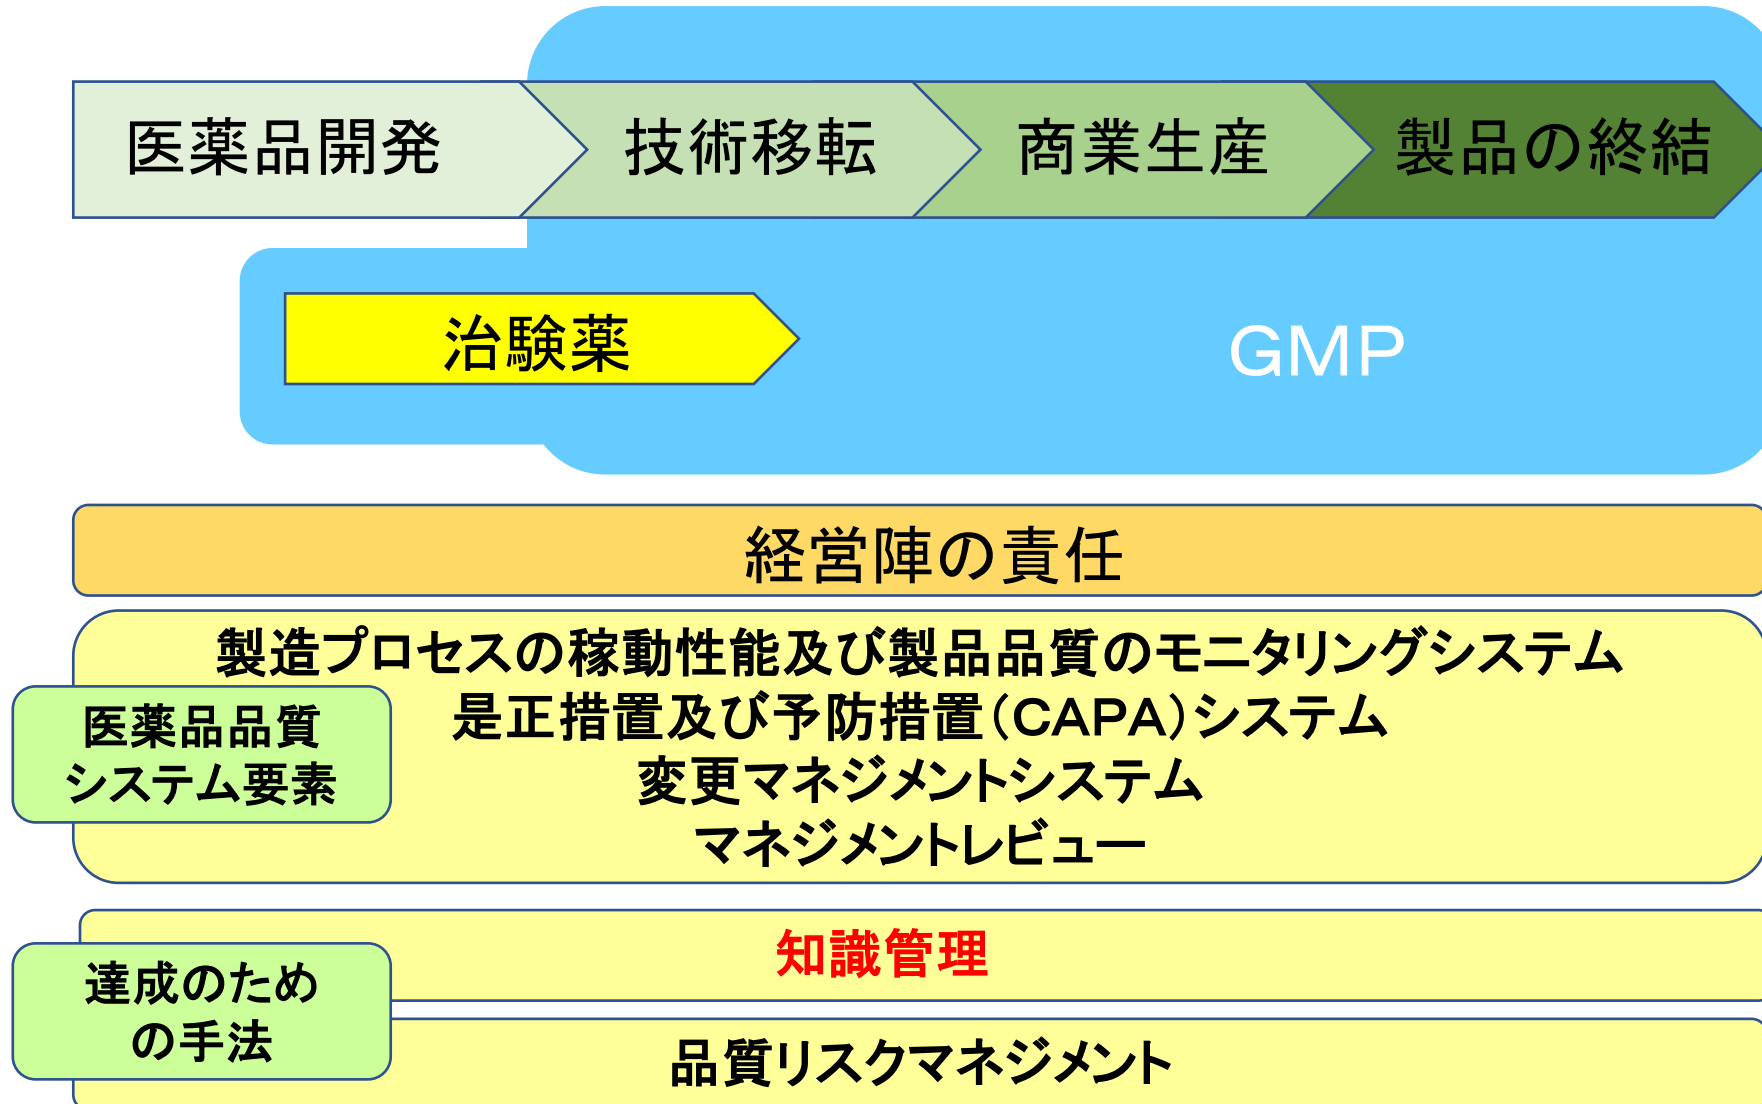 医薬品開発
技術移転
商業生産
製品の終結
治験薬
GMP
経営陣の責任
製造プロセスの稼動性能及び製品品質のモニタリングシステム
是正措置及び予防措置（CAPA）システム
変更マネジメントシステム
マネジメントレビュー
医薬品品質
システム要素
知識管理
達成のため
の手法
品質リスクマネジメント